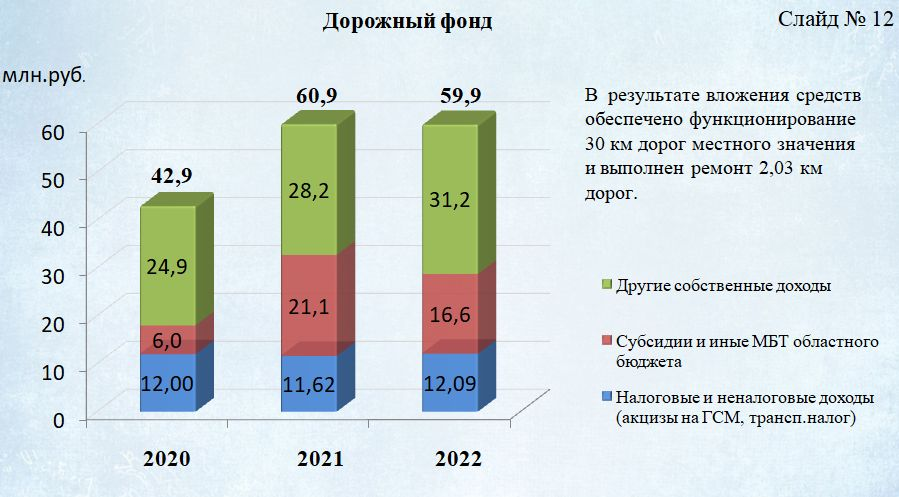 Дорожный фонд
Слайд № 12
млн.руб.
60,9
59,9
42,9
60
50
40
30
20
10
0
24,9
6,0
12,00
28,2
21,1
11,62
31,2
16,6
12,09
2020
2021
2022
В результате вложения средств
обеспечено функционирование
30 км дорог местного значения
и выполнен ремонт 2,03 км
дорог.
Другие собственные доходы
Субсидии и иные МБТ областного
бюджета
Налоговые и неналоговые доходы
(акцизы на ГСМ, трансп.налог)